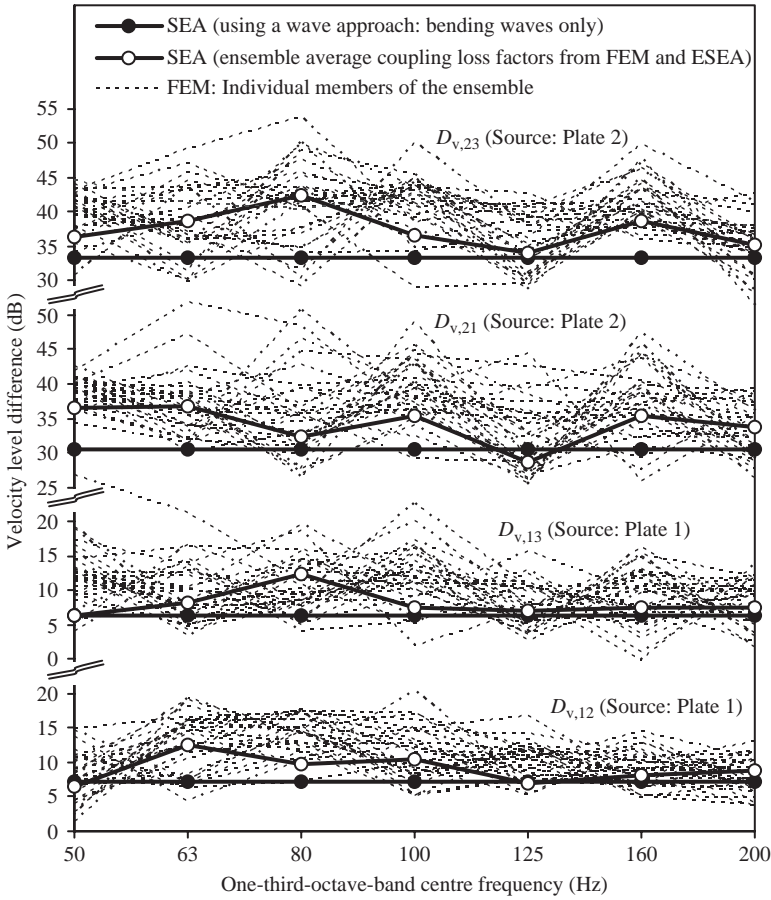 SEA (using a wave approach: bending waves only)
SEA (ensemble average coupling loss factors from FEM and ESEA)
FEM: Individual members of the ensemble
Velocity level difference (dB)
55
50
45
40
35
30
D_v,23 (Source: Plate 2)
50
45
40
35
30
25
D_v,21 (Source: Plate 2)
20
15
10
5
0
D_v,13 (Source: Plate 1)
20
15
10
5
0
D_v,12 (Source: Plate 1)
50 63 80 100 125 160 200
One-third-octave-band centre frequency (Hz)